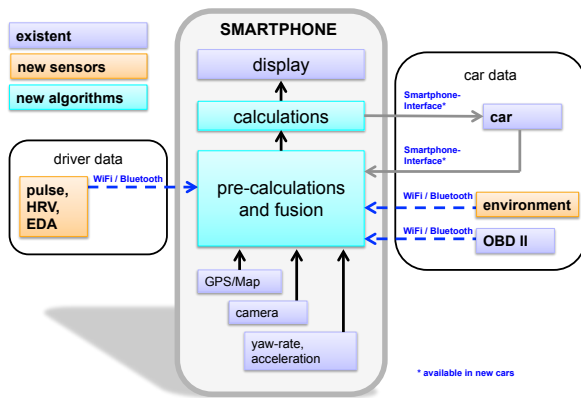 existent
new sensors
new algorithms
SMARTPHONE
display
calculations
pre-calculations
and fusion
GPS/Map
camera
yaw-rate,
acceleration
driver data
pulse,
HRV,
EDA
WiFi / Bluetooth
car data
Smartphone-
Interface*
car
Smartphone-
Interface*
WiFi / Bluetooth
environment
WiFi / Bluetooth
OBD II
* available in new cars